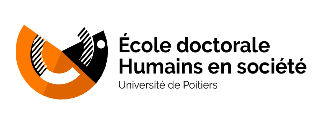 École doctorale
Humains en société
Université de Poitiers